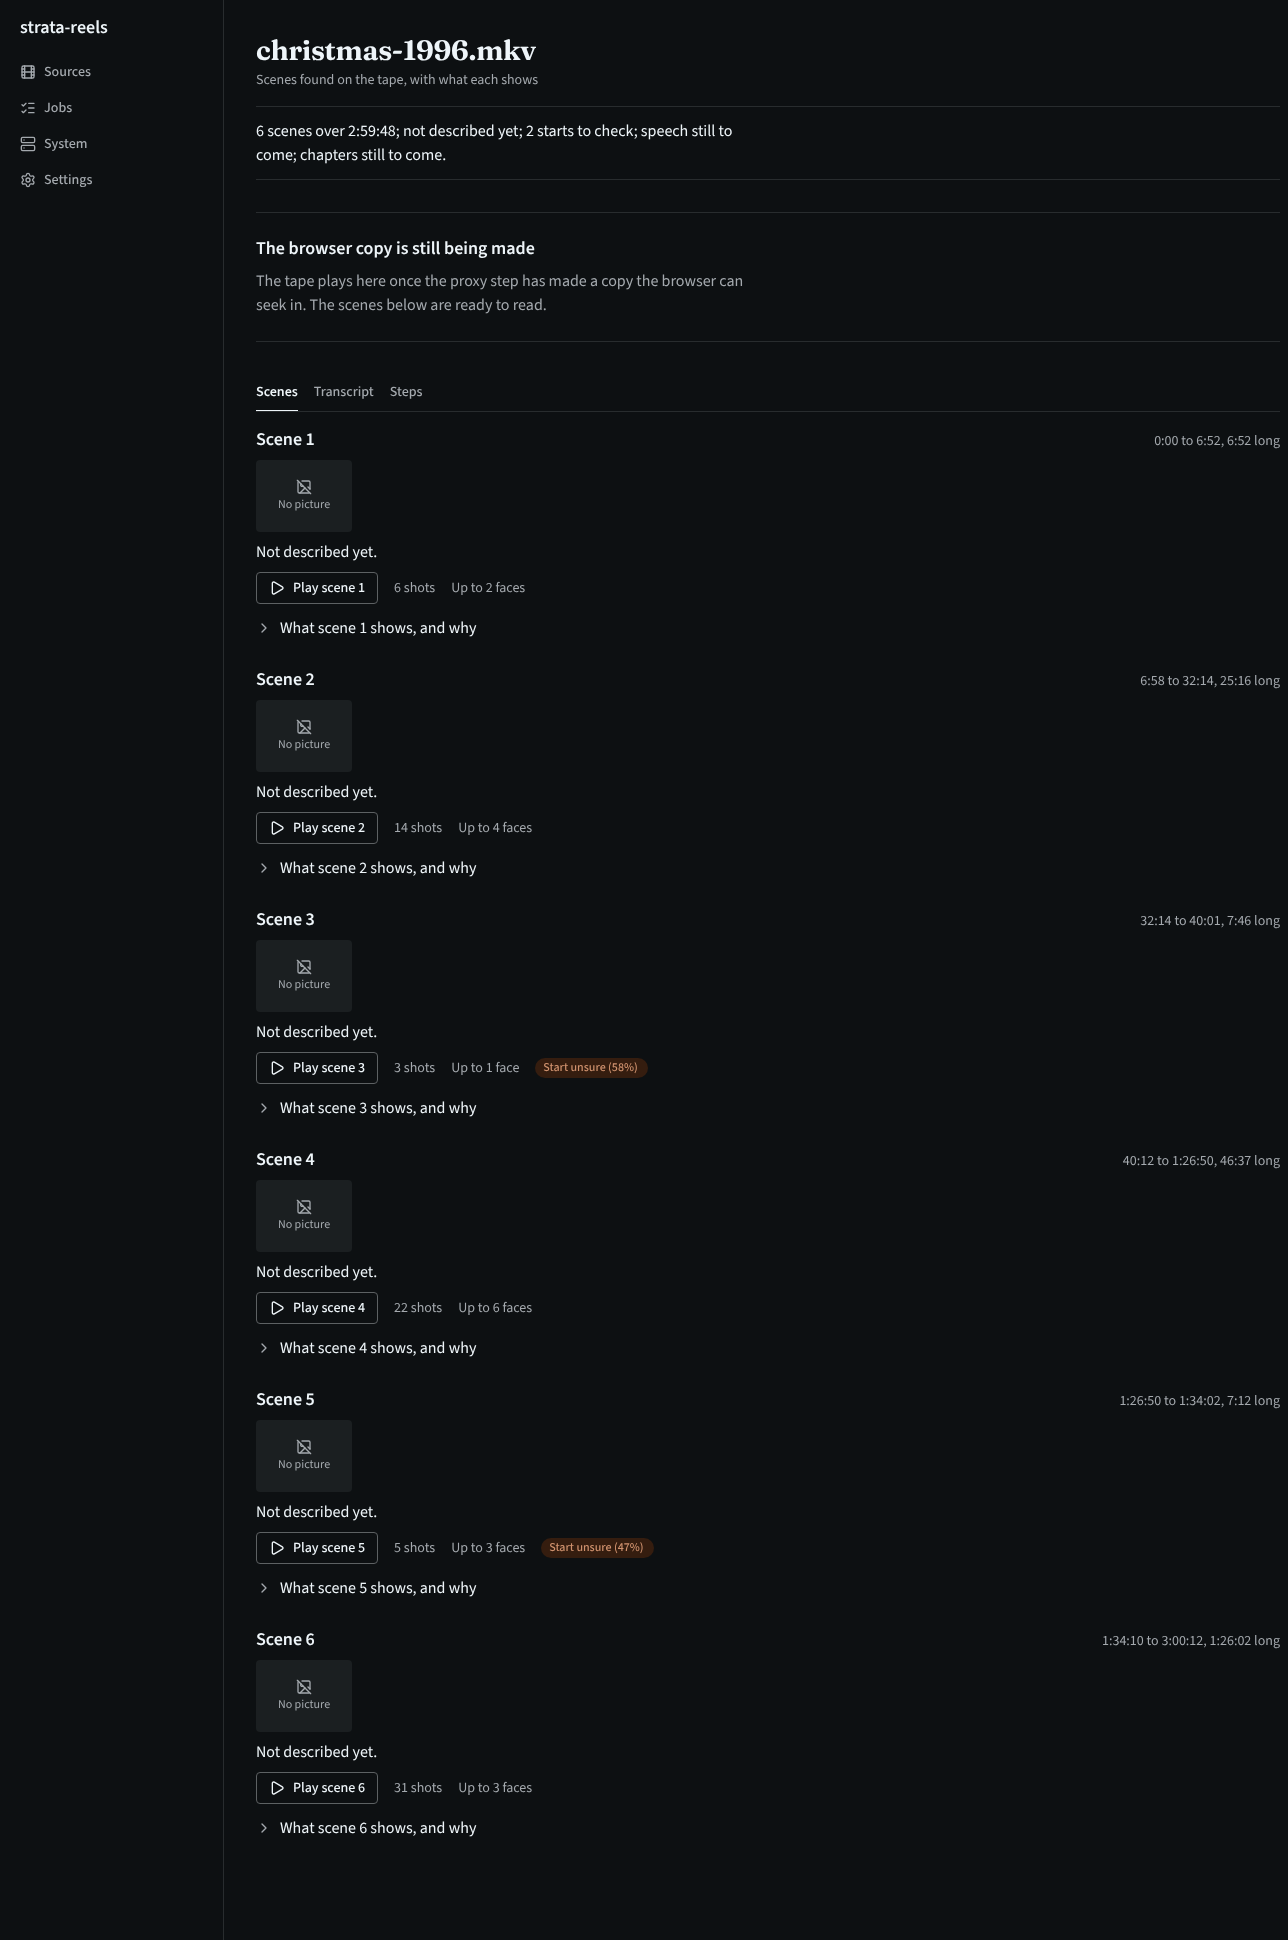 strata-reels
Sources
Jobs
System
Settings
christmas-1996.mkv
Scenes found on the tape, with what each shows
6 scenes over 2:59:48; not described yet; 2 starts to check; speech still to
come; chapters still to come.
The browser copy is still being made
The tape plays here once the proxy step has made a copy the browser can
seek in. The scenes below are ready to read.
Scenes Transcript Steps
Scene 1 0:00 to 6:52, 6:52 long
No picture
Not described yet.
Play scene 1 6 shots Up to 2 faces
What scene 1 shows, and why
Scene 2 6:58 to 32:14, 25:16 long
No picture
Not described yet.
Play scene 2 14 shots Up to 4 faces
What scene 2 shows, and why
Scene 3 32:14 to 40:01, 7:46 long
No picture
Not described yet.
Play scene 3 3 shots Up to 1 face Start unsure (58%)
What scene 3 shows, and why
Scene 4 40:12 to 1:26:50, 46:37 long
No picture
Not described yet.
Play scene 4 22 shots Up to 6 faces
What scene 4 shows, and why
Scene 5 1:26:50 to 1:34:02, 7:12 long
No picture
Not described yet.
Play scene 5 5 shots Up to 3 faces Start unsure (47%)
What scene 5 shows, and why
Scene 6 1:34:10 to 3:00:12, 1:26:02 long
No picture
Not described yet.
Play scene 6 31 shots Up to 3 faces
What scene 6 shows, and why